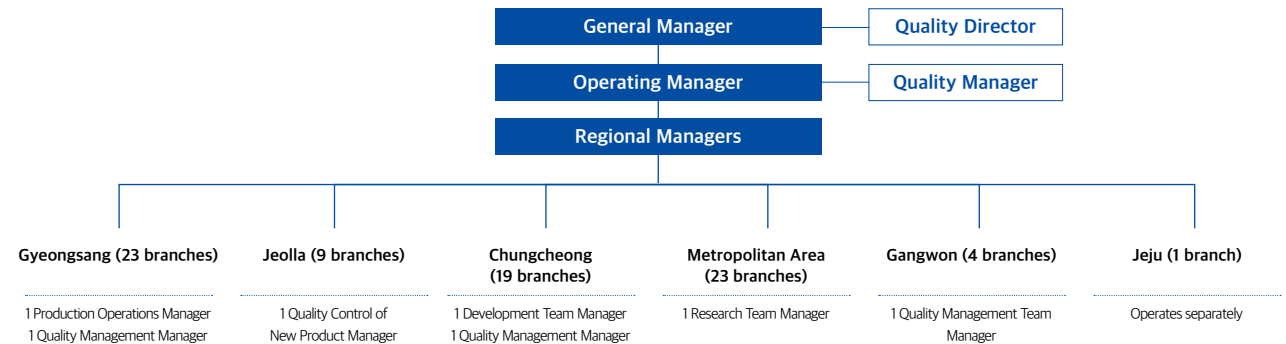 General Manager
Quality Director
Operating Manager
Quality Manager
Regional Managers
Gyeongsang (23 branches)
1 Production Operations Manager
1 Quality Management Manager
Jeolla (9 branches)
1 Quality Control of
New Product Manager
Chungcheong
(19 branches)
1 Development Team Manager
1 Quality Management Manager
Metropolitan Area
(23 branches)
1 Research Team Manager
Gangwon (4 branches)
1 Quality Management Team
Manager
Jeju (1 branch)
Operates separately